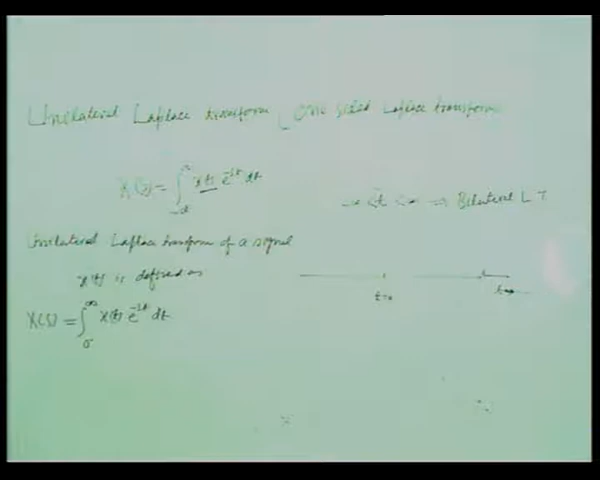 Unilateral Laplace transform (One sided Laplace transform
X(s) = ∫_{-∞}^{∞} x(t) e^{-st} dt
-∞ < t < ∞ → Bilateral L T
Unilateral Laplace transform of a signal
x(t) is defined as
t=0
X(s) = ∫_{0^-}^{∞} x(t) e^{-st} dt